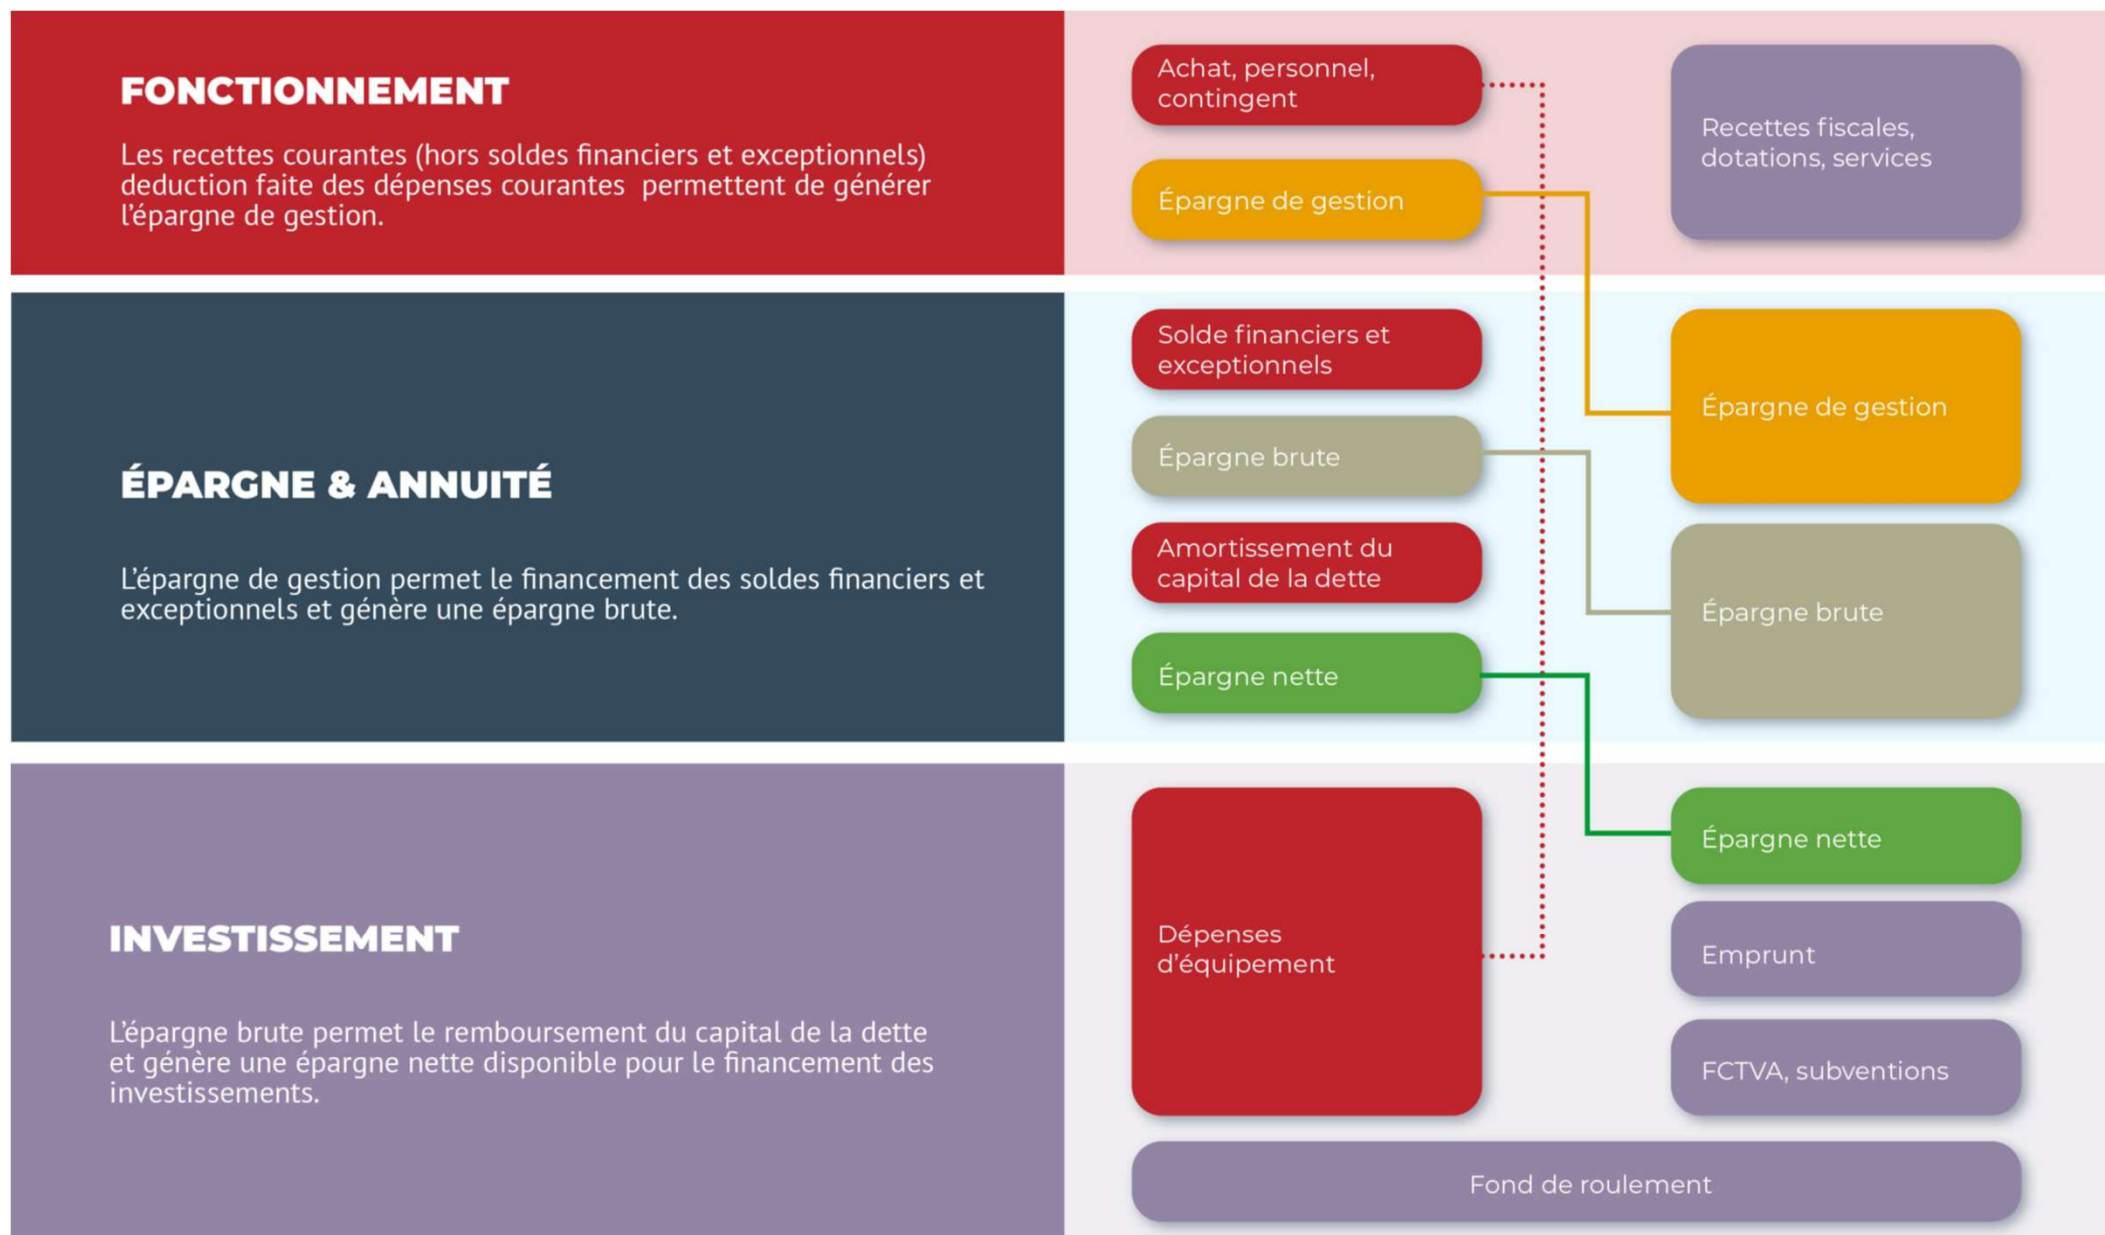 FONCTIONNEMENT
Les recettes courantes (hors soldes financiers et exceptionnels)
deduction faite des dépenses courantes permettent de générer
l'épargne de gestion.
Achat, personnel,
contingent
Épargne de gestion
Recettes fiscales,
dotations, services
ÉPARGNE & ANNUITÉ
L'épargne de gestion permet le financement des soldes financiers et
exceptionnels et génère une épargne brute.
Solde financiers et
exceptionnels
Épargne brute
Amortissement du
capital de la dette
Épargne nette
Épargne de gestion
Épargne brute
INVESTISSEMENT
L'épargne brute permet le remboursement du capital de la dette
et génère une épargne nette disponible pour le financement des
investissements.
Dépenses
d'équipement
Épargne nette
Emprunt
FCTVA, subventions
Fond de roulement